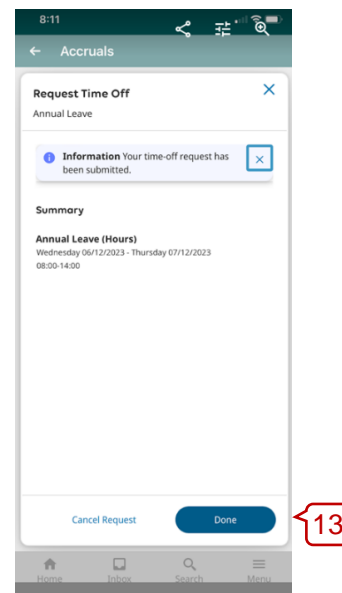 8:11
← Accruals
Request Time Off
Annual Leave
Information Your time-off request has
been submitted.
Summary
Annual Leave (Hours)
Wednesday 06/12/2023 - Thursday 07/12/2023
08:00-14:00
Cancel Request
Done
13
Home
Inbox
Search
Menu